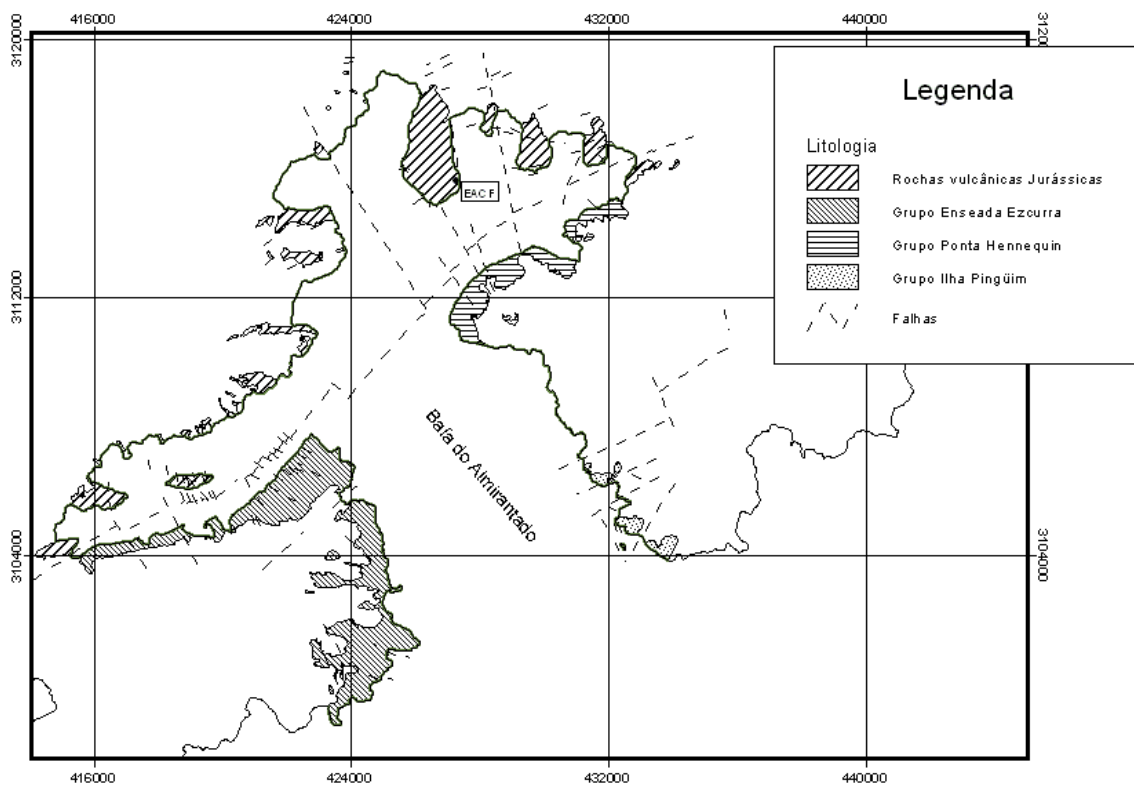 416000
424000
432000
440000
3120000
3120
Legenda
Litologia
Rochas vulcânicas Jurássicas
Grupo Enseada Ezcurra
Grupo Ponta Hennequin
Grupo Ilha Pingüim
Falhas
EACF
3112000
Baía do Almirantado
3104000
3104000
416000
424000
432000
440000